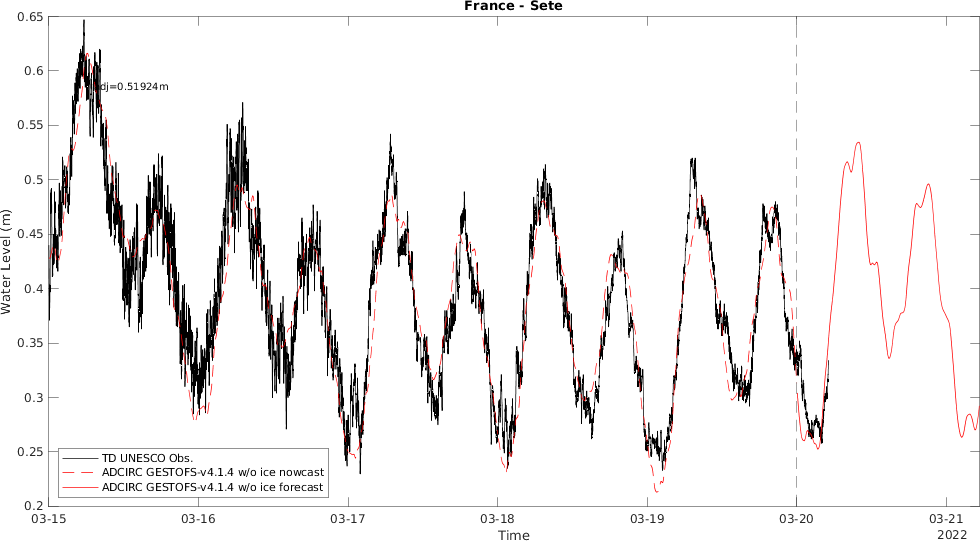 France - Sete
0.65
0.6
0.55
0.5
0.45
0.4
0.35
0.3
0.25
0.2
Water Level (m)
dj=0.51924m
TD UNESCO Obs.
ADCIRC GESTOFS-v4.1.4 w/o ice nowcast
ADCIRC GESTOFS-v4.1.4 w/o ice forecast
03-15 03-16 03-17 03-18 03-19 03-20 03-21
2022
Time